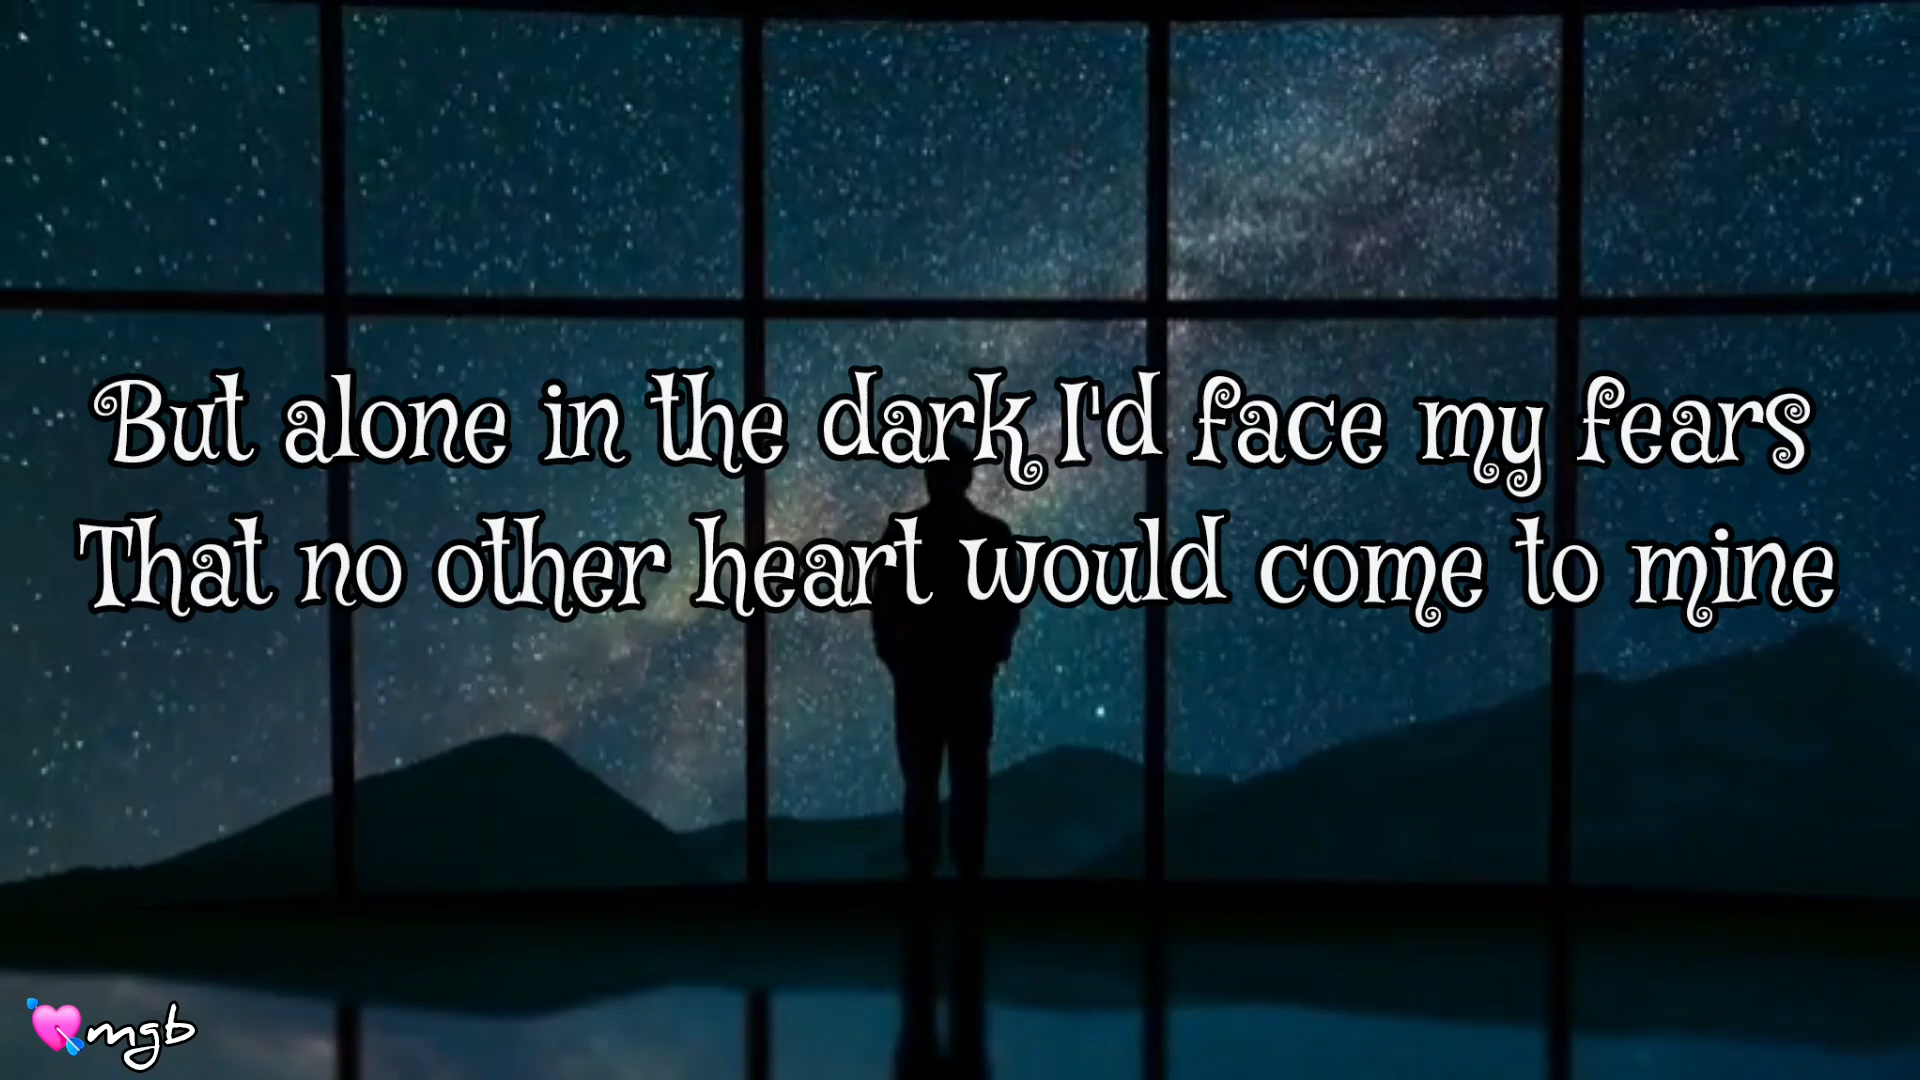 But alone in the dark I'd face my fears
That no other heart would come to mine
mgb